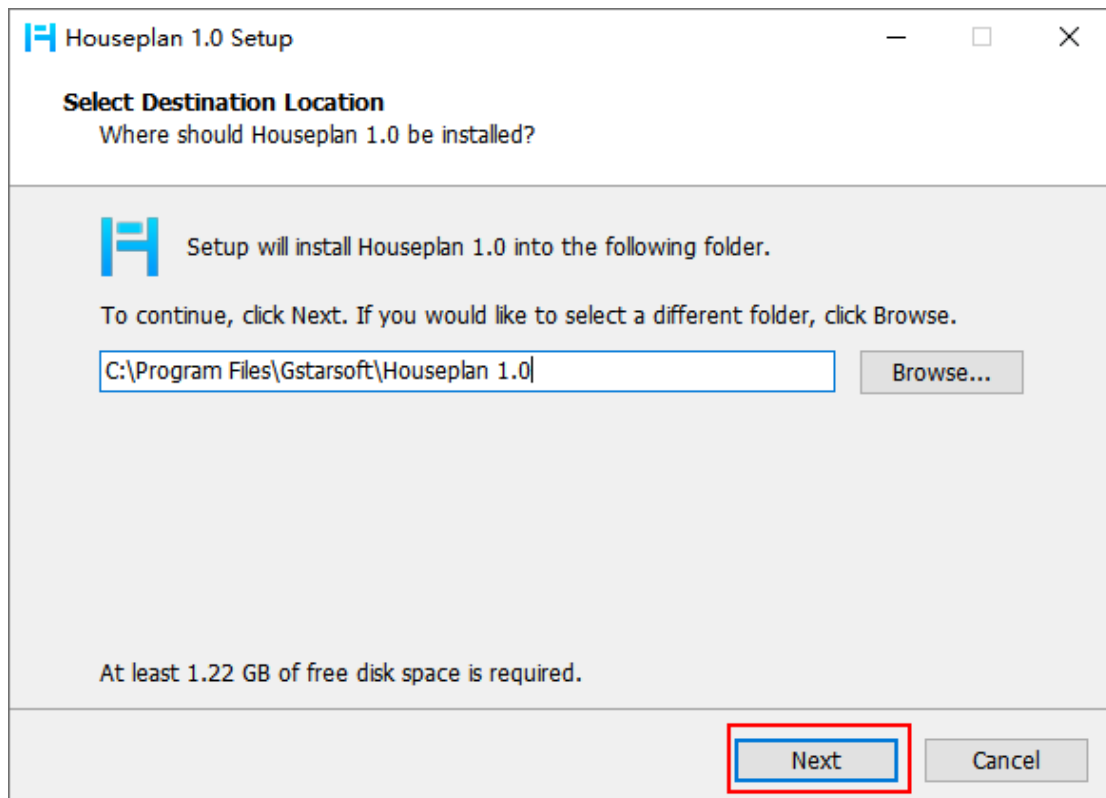 Houseplan 1.0 Setup
Select Destination Location
Where should Houseplan 1.0 be installed?
Setup will install Houseplan 1.0 into the following folder.
To continue, click Next. If you would like to select a different folder, click Browse.
C:\Program Files\Gstarsoft\Houseplan 1.0
Browse...
At least 1.22 GB of free disk space is required.
Next
Cancel